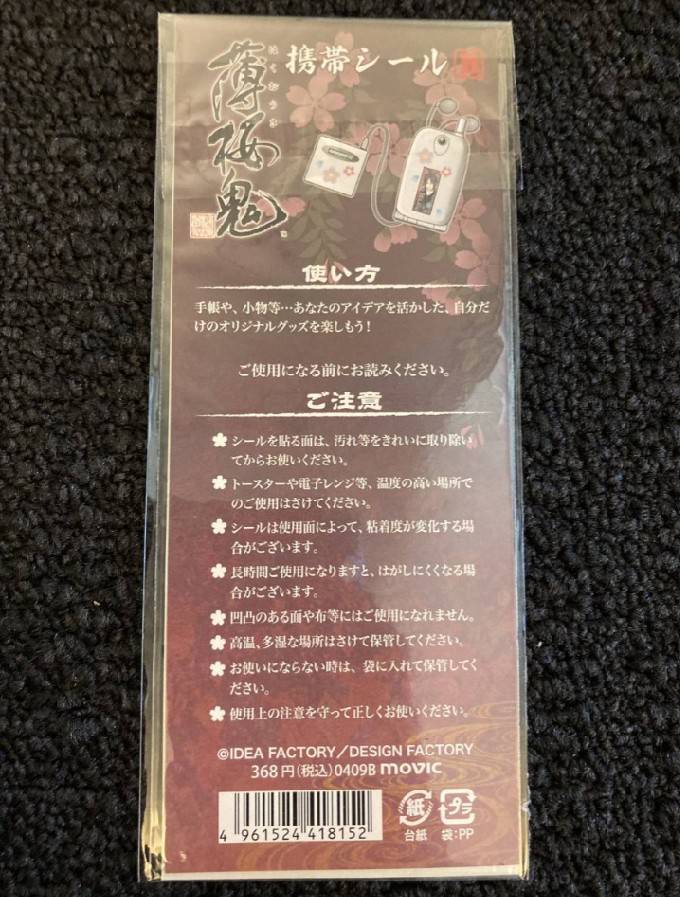 携帯シール
はくおうき
薄桜鬼
使い方
手帳や、小物等…あなたのアイデアを活かした、自分だ
けのオリジナルグッズを楽しもう!
ご使用になる前にお読みください。
ご注意
シールを貼る面は、汚れ等をきれいに取り除い
てからお使いください。
トースターや電子レンジ等、温度の高い場所で
のご使用はさけてください。
シールは使用面によって、粘着度が変化する場
合がございます。
長時間ご使用になりますと、はがしにくくなる場
合がございます。
凹凸のある面や布等にはご使用になれません。
高温、多湿な場所はさけて保管してください。
お使いにならない時は、袋に入れて保管してく
ださい。
使用上の注意を守って正しくお使いください。
©IDEA FACTORY/DESIGN FACTORY
368円(税込)0409B movic
4 961524 418152
紙 プラ
台紙 袋:PP